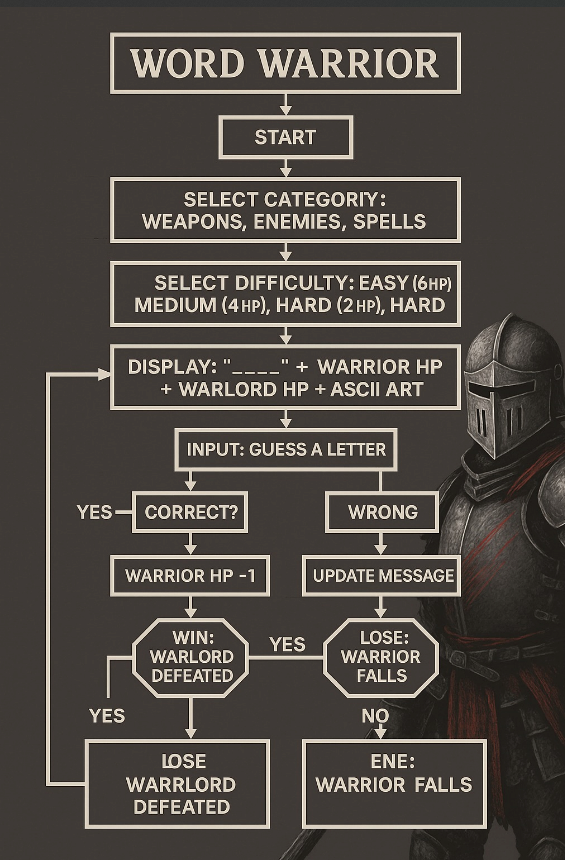 WORD WARRIOR
START
SELECT CATEGORIY:
WEAPONS, ENEMIES, SPELLS
SELECT DIFFICULTY: EASY (6HP)
MEDIUM (4HP), HARD (2HP), HARD
DISPLAY: "____" + WARRIOR HP
+ WARLORD HP + ASCII ART
INPUT: GUESS A LETTER
YES
CORRECT?
WRONG
WARRIOR HP -1
UPDATE MESSAGE
WIN:
WARLORD
DEFEATED
YES
LOSE:
WARRIOR
FALLS
YES
NO
LOSE
WARRLORD
DEFEATED
ENE:
WARRIOR FALLS